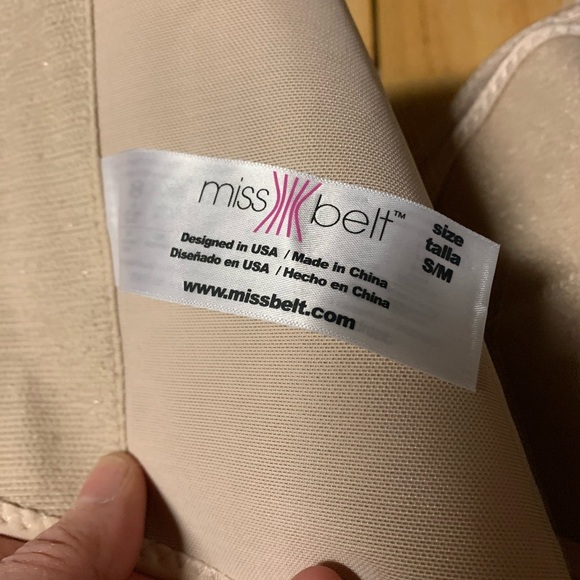 miss belt™
Designed in USA / Made in China
Diseñado en USA / Hecho en China
www.missbelt.com
size
talla
S/M